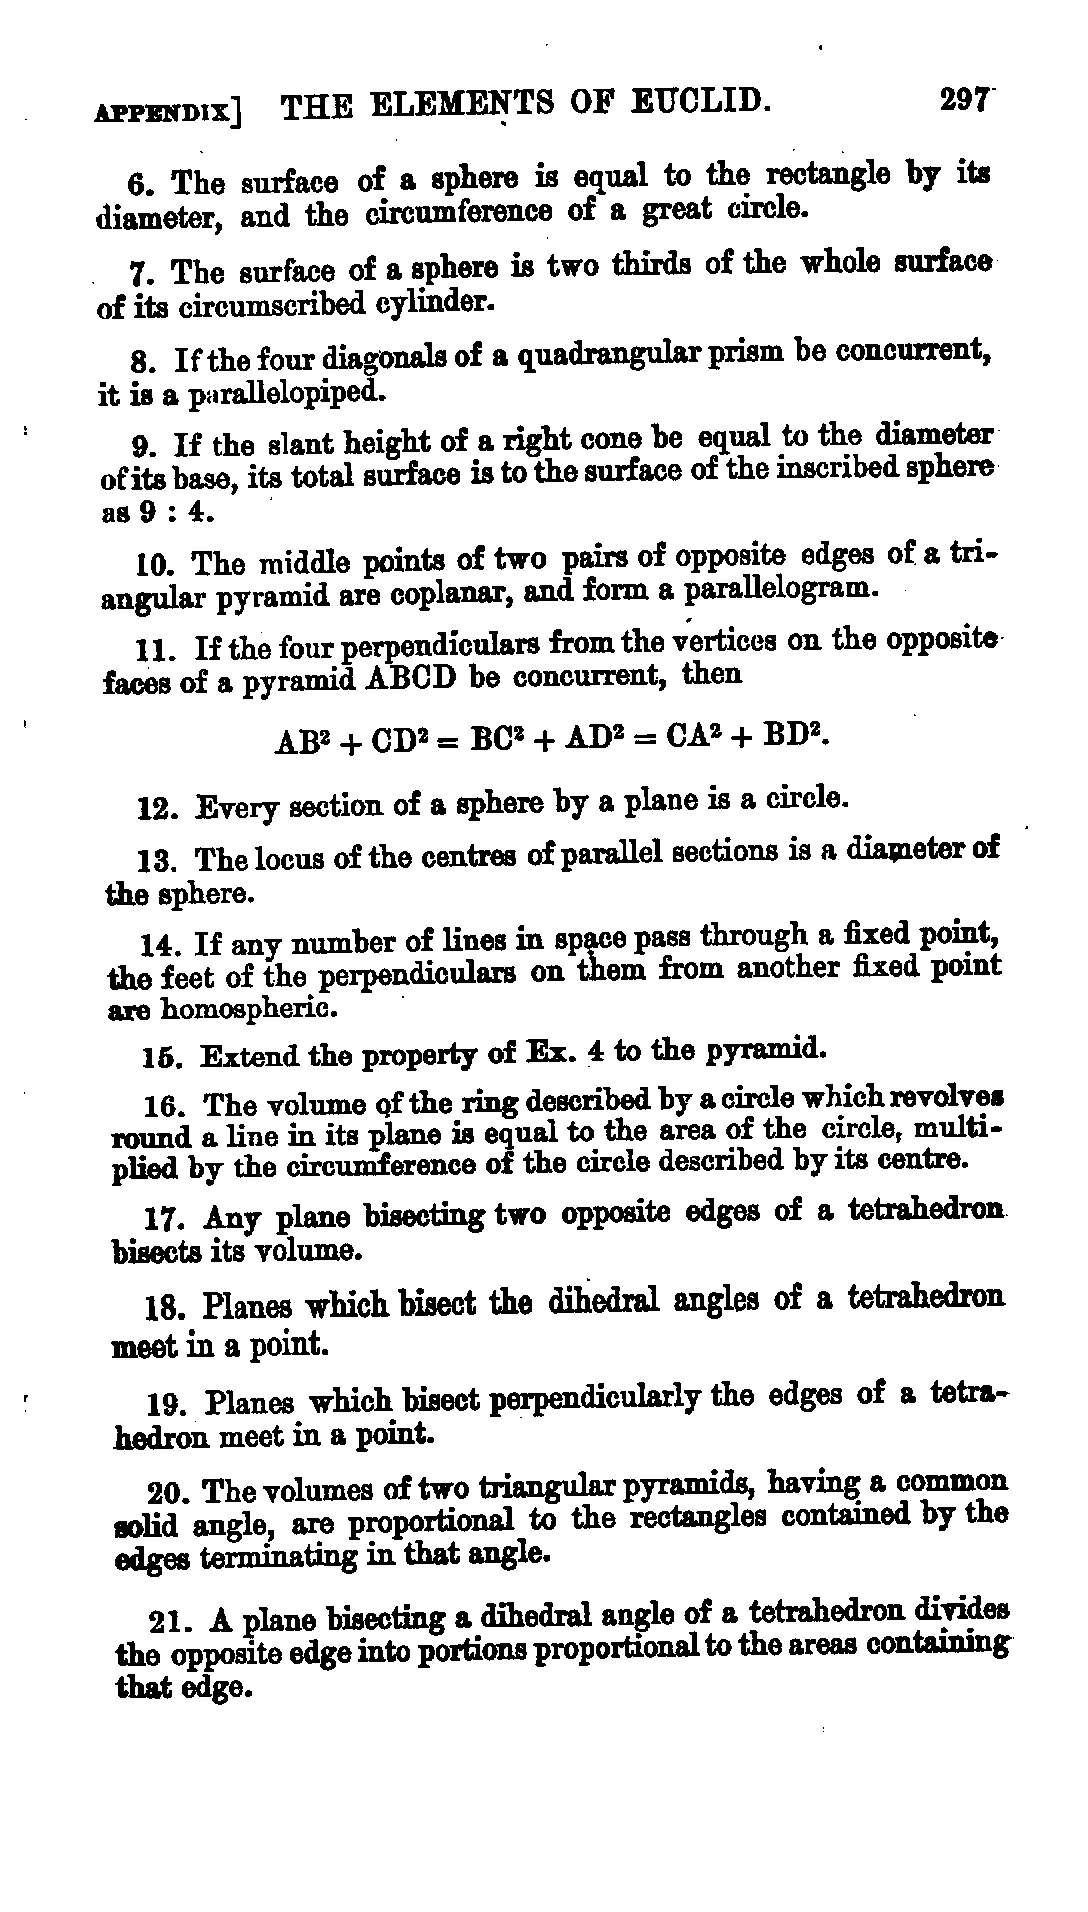 APPENDIX] THE ELEMENTS OF EUCLID. 297
6. The surface of a sphere is equal to the rectangle by its
diameter, and the circumference of a great circle.
7. The surface of a sphere is two thirds of the whole surface
of its circumscribed cylinder.
8. If the four diagonals of a quadrangular prism be concurrent,
it is a parallelopiped.
9. If the slant height of a right cone be equal to the diameter
of its base, its total surface is to the surface of the inscribed sphere
as 9 : 4.
10. The middle points of two pairs of opposite edges of a tri-
angular pyramid are coplanar, and form a parallelogram.
11. If the four perpendiculars from the vertices on the opposite
faces of a pyramid ABCD be concurrent, then
AB² + CD² = BC² + AD² = CA² + BD².
12. Every section of a sphere by a plane is a circle.
13. The locus of the centres of parallel sections is a diameter of
the sphere.
14. If any number of lines in space pass through a fixed point,
the feet of the perpendiculars on them from another fixed point
are homospheric.
15. Extend the property of Ex. 4 to the pyramid.
16. The volume of the ring described by a circle which revolves
round a line in its plane is equal to the area of the circle, multi-
plied by the circumference of the circle described by its centre.
17. Any plane bisecting two opposite edges of a tetrahedron
bisects its volume.
18. Planes which bisect the dihedral angles of a tetrahedron
meet in a point.
19. Planes which bisect perpendicularly the edges of a tetra-
hedron meet in a point.
20. The volumes of two triangular pyramids, having a common
solid angle, are proportional to the rectangles contained by the
edges terminating in that angle.
21. A plane bisecting a dihedral angle of a tetrahedron divides
the opposite edge into portions proportional to the areas containing
that edge.